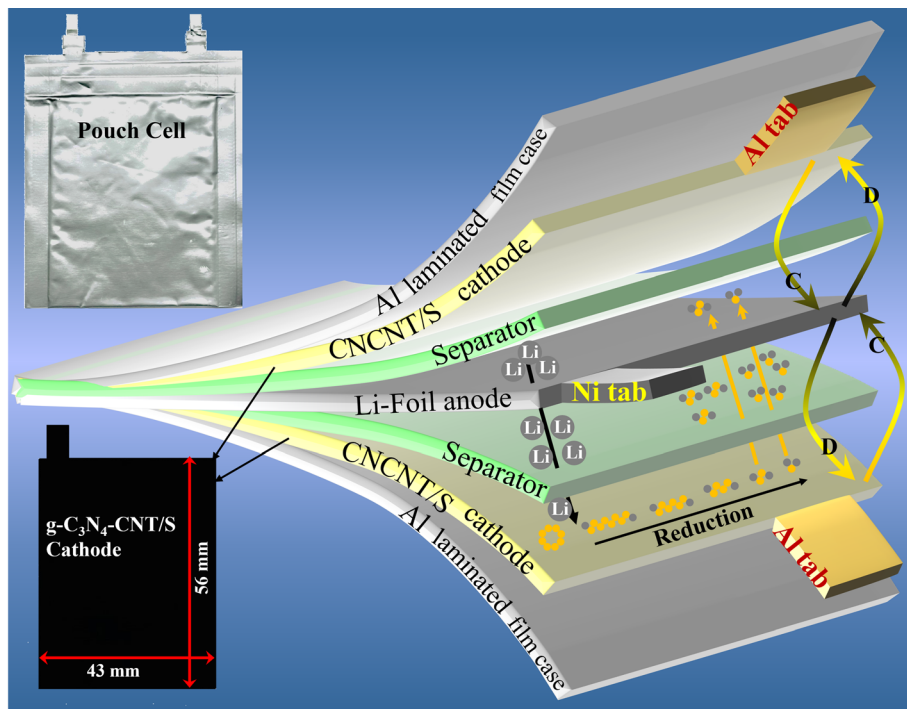 Pouch Cell
Al laminated film case
Al tab
CNCNT/S cathode
D
C
Separator
Li
Li
Li
Li-Foil anode
Ni tab
C
Li
Li
Li
Li
Separator
D
Li
CNCNT/S cathode
Reduction
Al tab
Al laminated film case
g-C₃N₄-CNT/S
Cathode
56 mm
43 mm